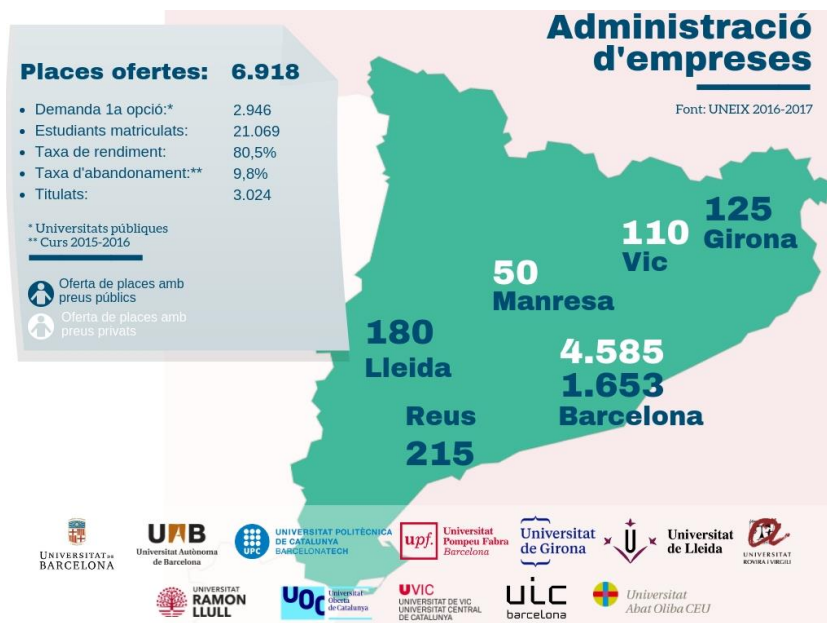 Administració
d'empreses
Font: UNEIX 2016-2017
Places ofertes: 6.918
• Demanda 1a opció:* 2.946
• Estudiants matriculats: 21.069
• Taxa de rendiment: 80,5%
• Taxa d'abandonament:** 9,8%
• Titulats: 3.024
* Universitats públiques
** Curs 2015-2016
Oferta de places amb
preus públics
Oferta de places amb
preus privats
125
Girona
110
Vic
50
Manresa
180
Lleida
4.585
1.653
Barcelona
Reus
215
UNIVERSITAT DE
BARCELONA
UAB
Universitat Autònoma
de Barcelona
UPC
UNIVERSITAT POLITÈCNICA
DE CATALUNYA
BARCELONATECH
upf.
Universitat
Pompeu Fabra
Barcelona
Universitat
de Girona
Universitat
de Lleida
UNIVERSITAT
ROVIRA I VIRGILI
UNIVERSITAT
RAMON
LLULL
UOC
Universitat
Oberta
de Catalunya
UVIC
UNIVERSITAT DE VIC
UNIVERSITAT CENTRAL
DE CATALUNYA
uic
barcelona
Universitat
Abat Oliba CEU